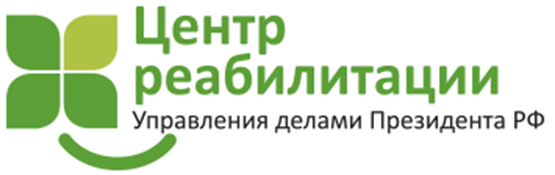 Центр
реабилитации
Управления делами Президента РФ